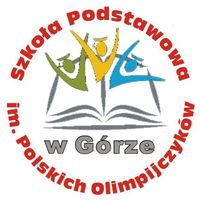 Szkoła Podstawowa
im. Polskich Olimpijczyków
w Górze